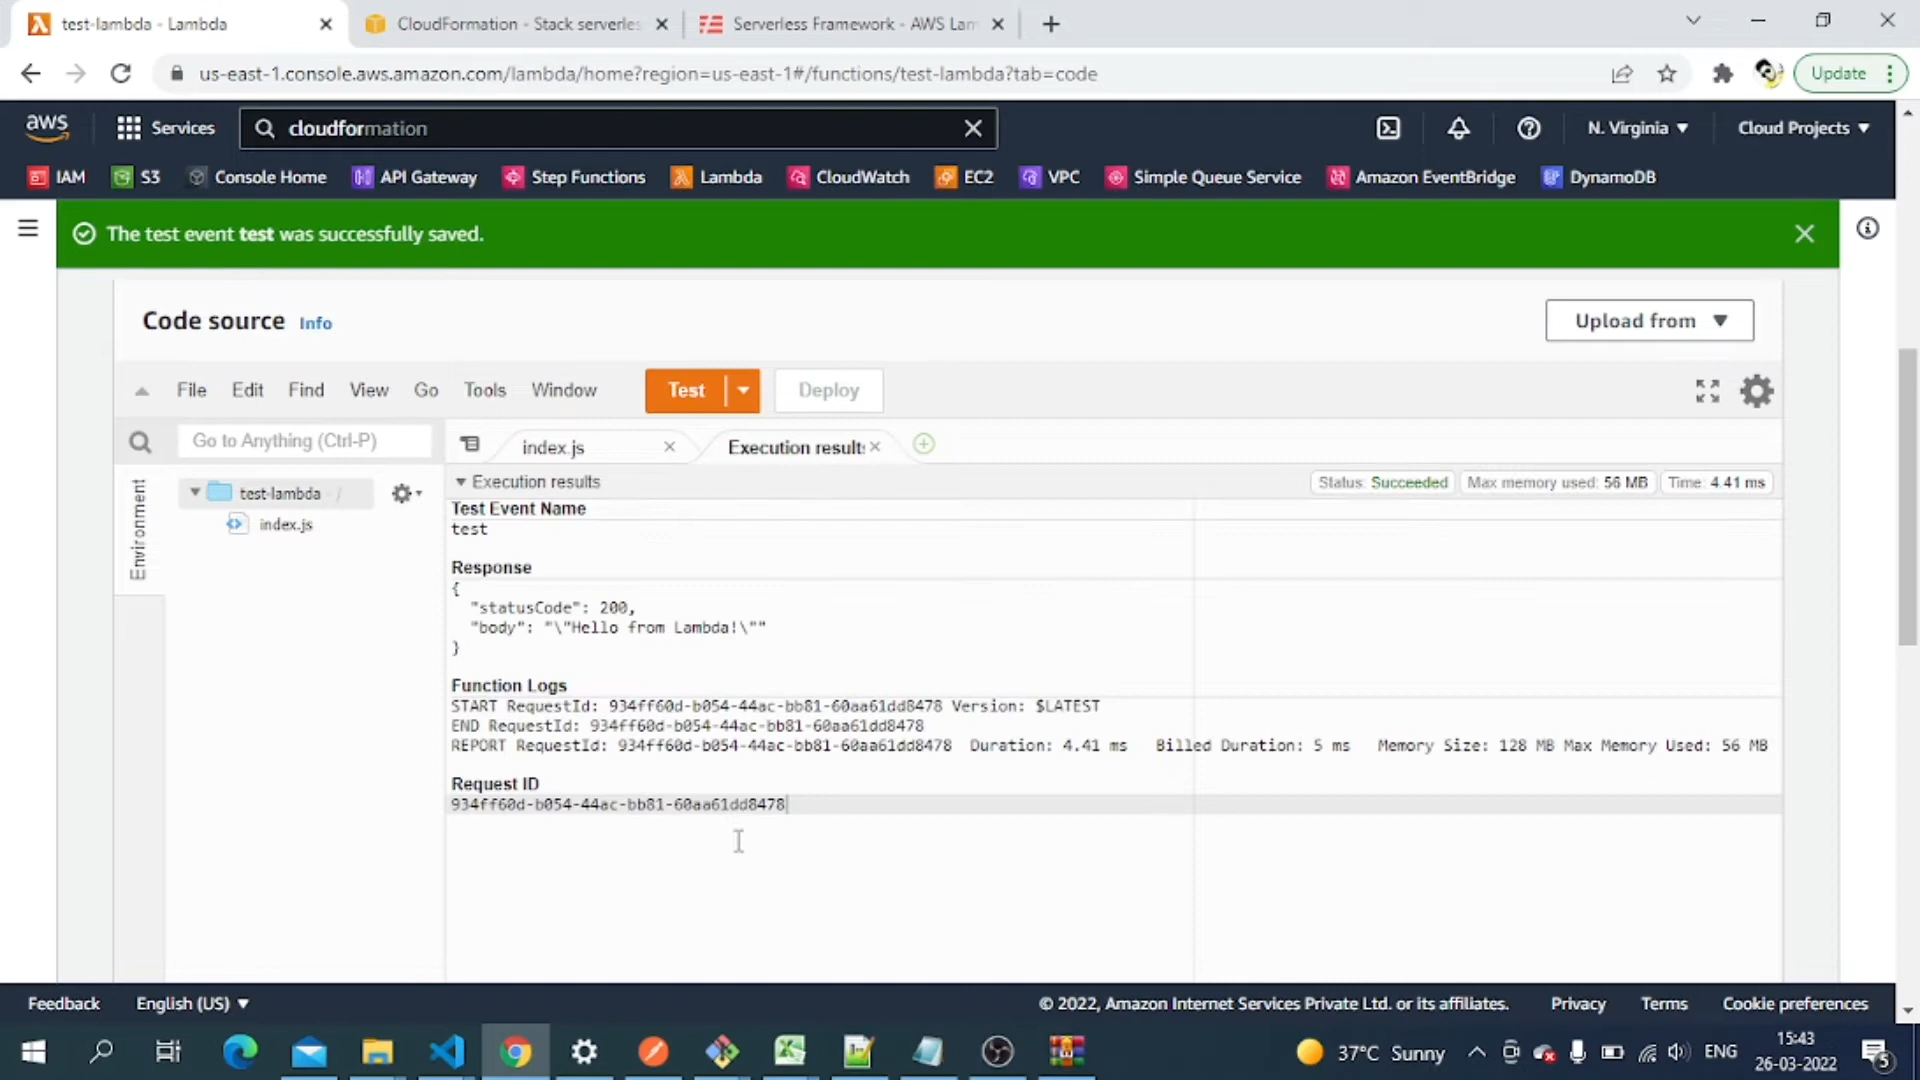 test-lambda - Lambda
CloudFormation - Stack serverles
Serverless Framework - AWS Lam
us-east-1.console.aws.amazon.com/lambda/home?region=us-east-1#/functions/test-lambda?tab=code
Update
aws
Services
cloudformation
N. Virginia
Cloud Projects
IAM
S3
Console Home
API Gateway
Step Functions
Lambda
CloudWatch
EC2
VPC
Simple Queue Service
Amazon EventBridge
DynamoDB
The test event test was successfully saved.
Code source Info
Upload from
File Edit Find View Go Tools Window
Test
Deploy
Go to Anything (Ctrl-P)
index.js
Execution results
Environment
test-lambda - /
index.js
Execution results
Status: Succeeded
Max memory used: 56 MB
Time: 4.41 ms
Test Event Name
test
Response
{
"statusCode": 200,
"body": "\"Hello from Lambda!\""
}
Function Logs
START RequestId: 934ff60d-b054-44ac-bb81-60aa61dd8478 Version: $LATEST
END RequestId: 934ff60d-b054-44ac-bb81-60aa61dd8478
REPORT RequestId: 934ff60d-b054-44ac-bb81-60aa61dd8478 Duration: 4.41 ms Billed Duration: 5 ms Memory Size: 128 MB Max Memory Used: 56 MB
Request ID
934ff60d-b054-44ac-bb81-60aa61dd8478
Feedback
English (US)
© 2022, Amazon Internet Services Private Ltd. or its affiliates.
Privacy
Terms
Cookie preferences
37°C Sunny
ENG
15:43
26-03-2022
5